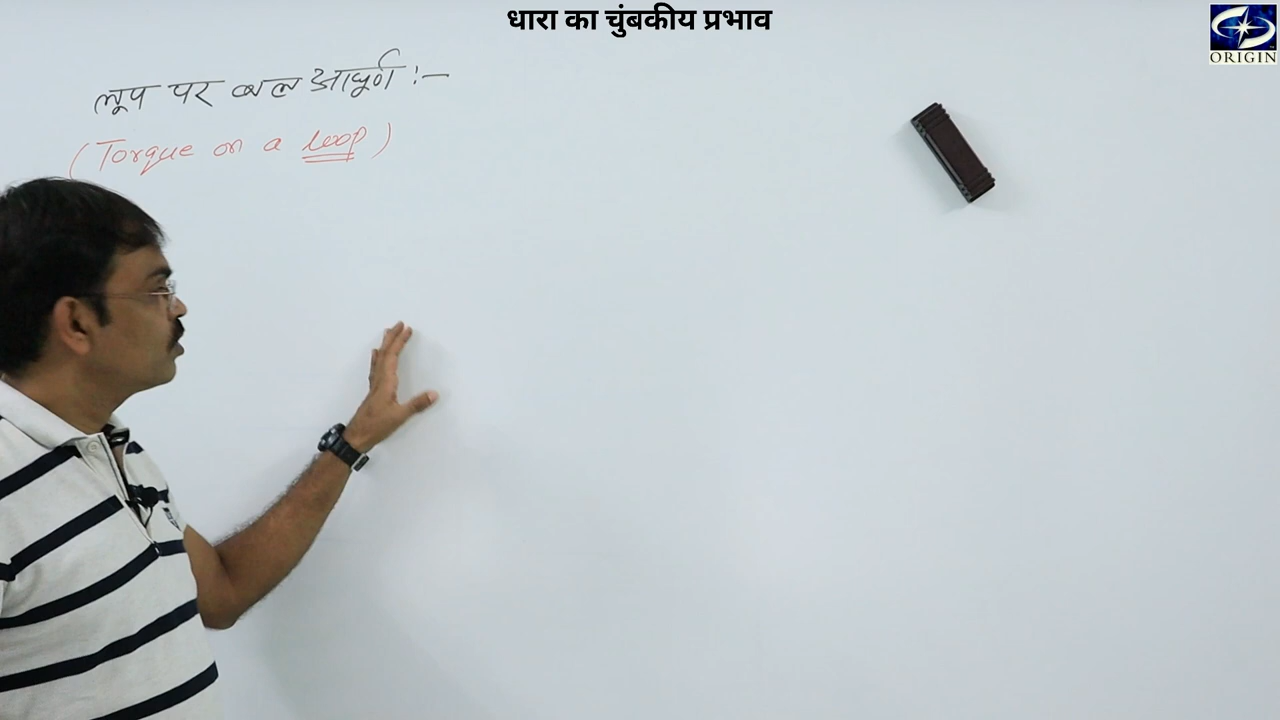 धारा का चुंबकीय प्रभाव
ORIGIN
लूप पर बल आघूर्ण :-
(Torque on a loop)